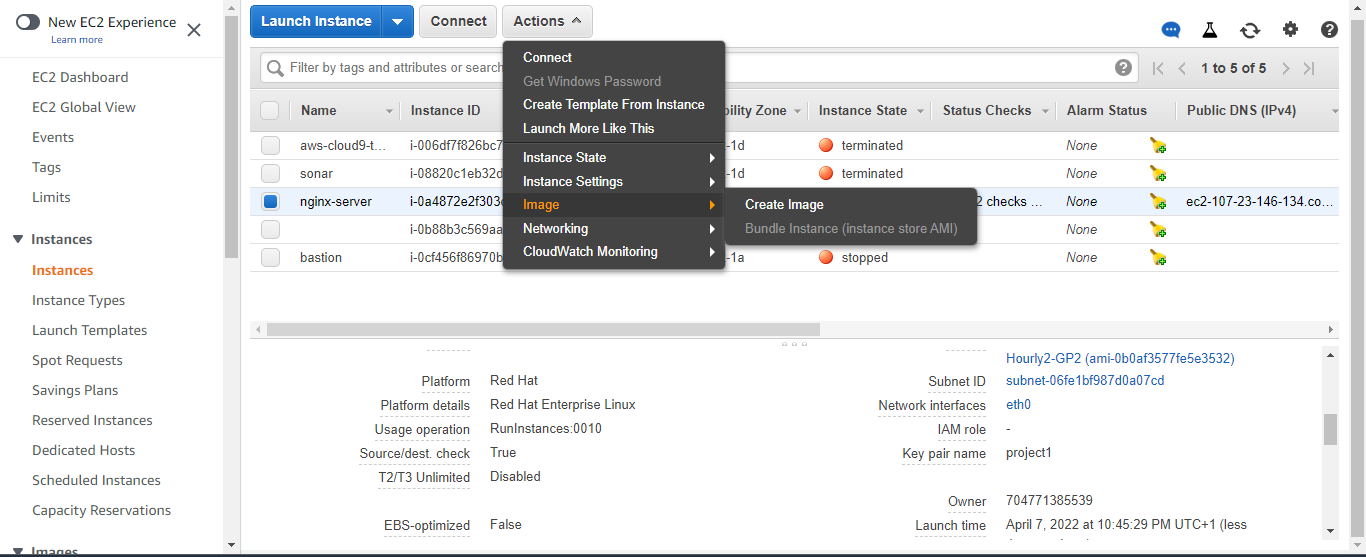 New EC2 Experience
Learn more
EC2 Dashboard
EC2 Global View
Events
Tags
Limits
Instances
Instances
Instance Types
Launch Templates
Spot Requests
Savings Plans
Reserved Instances
Dedicated Hosts
Scheduled Instances
Capacity Reservations
Images
Launch Instance Connect Actions
Filter by tags and attributes or search 1 to 5 of 5
Name Instance ID bility Zone Instance State Status Checks Alarm Status Public DNS (IPv4)
aws-cloud9-t... i-006df7f826bc7 -1d terminated None
sonar i-08820c1eb32d -1d terminated None
nginx-server i-0a4872e2f303 2 checks ... None ec2-107-23-146-134.co...
i-0b88b3c569aa None
bastion i-0cf456f86970b -1a stopped None
Connect
Get Windows Password
Create Template From Instance
Launch More Like This
Instance State
Instance Settings
Image
Networking
CloudWatch Monitoring
Create Image
Bundle Instance (instance store AMI)
Hourly2-GP2 (ami-0b0af3577fe5e3532)
Platform Red Hat Subnet ID subnet-06fe1bf987d0a07cd
Platform details Red Hat Enterprise Linux Network interfaces eth0
Usage operation RunInstances:0010 IAM role -
Source/dest. check True Key pair name project1
T2/T3 Unlimited Disabled
Owner 704771385539
EBS-optimized False Launch time April 7, 2022 at 10:45:29 PM UTC+1 (less